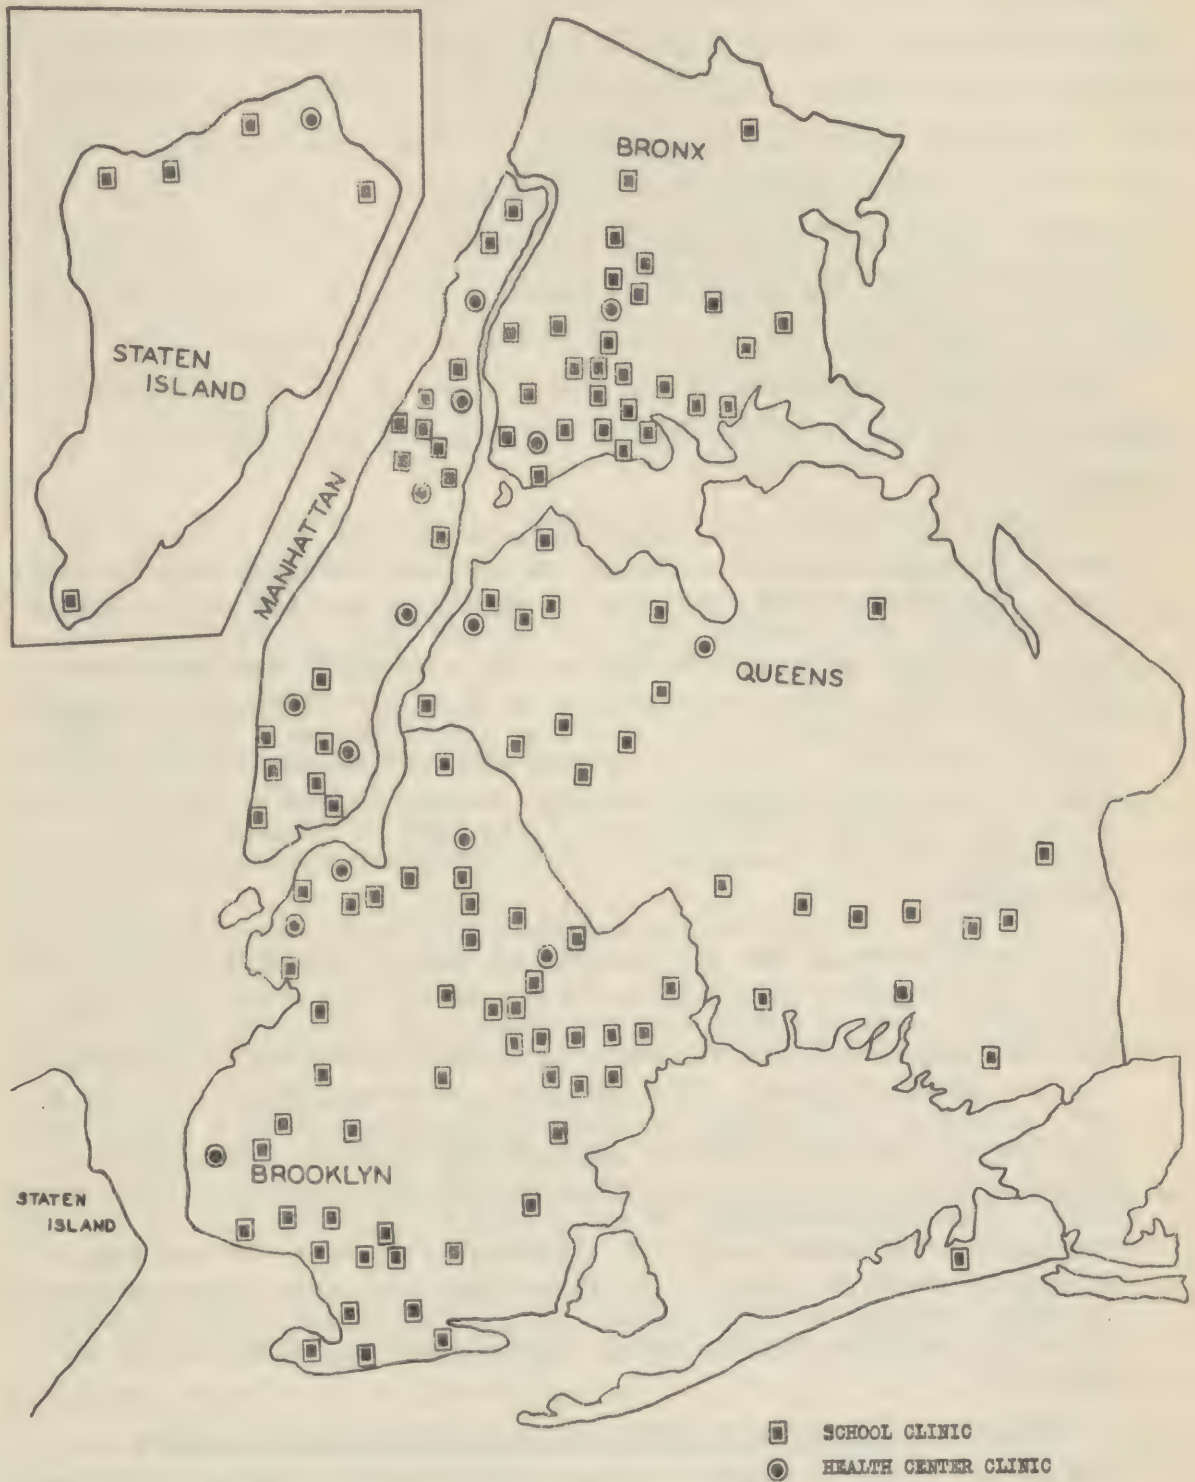 BRONX
STATEN
ISLAND
MANHATTAN
QUEENS
BROOKLYN
STATEN
ISLAND
SCHOOL CLINIC
HEALTH CENTER CLINIC